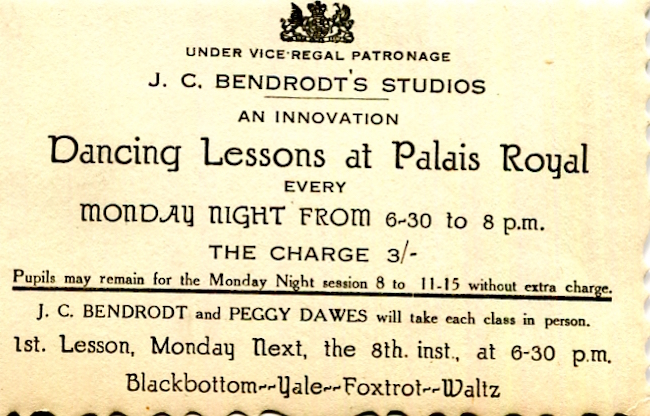 UNDER VICE-REGAL PATRONAGE
J. C. BENDRODT'S STUDIOS
AN INNOVATION
Dancing Lessons at Palais Royal
EVERY
MONDAY NIGHT FROM 6-30 to 8 p.m.
THE CHARGE 3/-
Pupils may remain for the Monday Night session 8 to 11-15 without extra charge.
J. C. BENDRODT and PEGGY DAWES will take each class in person.
1st. Lesson, Monday Next, the 8th. inst., at 6-30 p.m.
Blackbottom--Yale--Foxtrot--Waltz